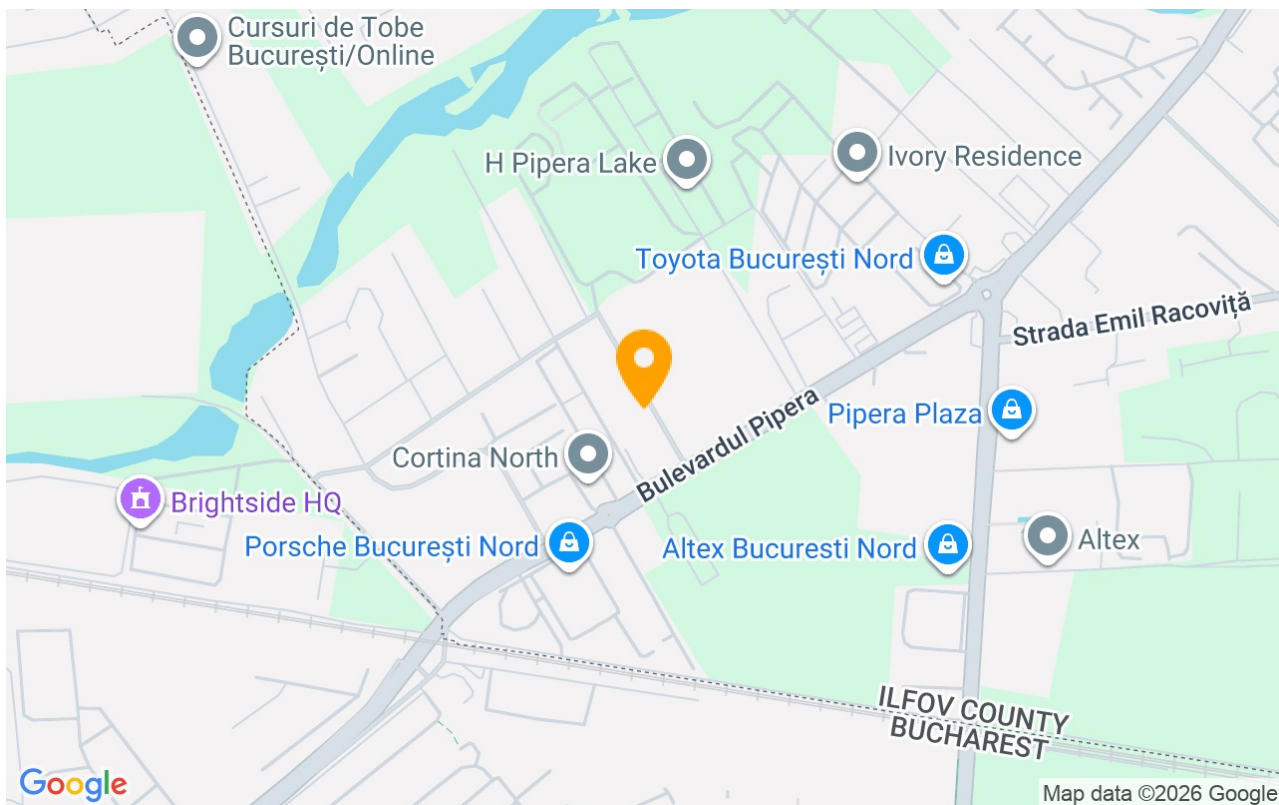 Cursuri de Tobe
București/Online
H Pipera Lake
Ivory Residence
Toyota București Nord
Strada Emil Racoviță
Bulevardul Pipera
Pipera Plaza
Cortina North
Brightside HQ
Porsche București Nord
Altex Bucuresti Nord
Altex
ILFOV COUNTY
BUCHAREST
Google
Map data ©2026 Google